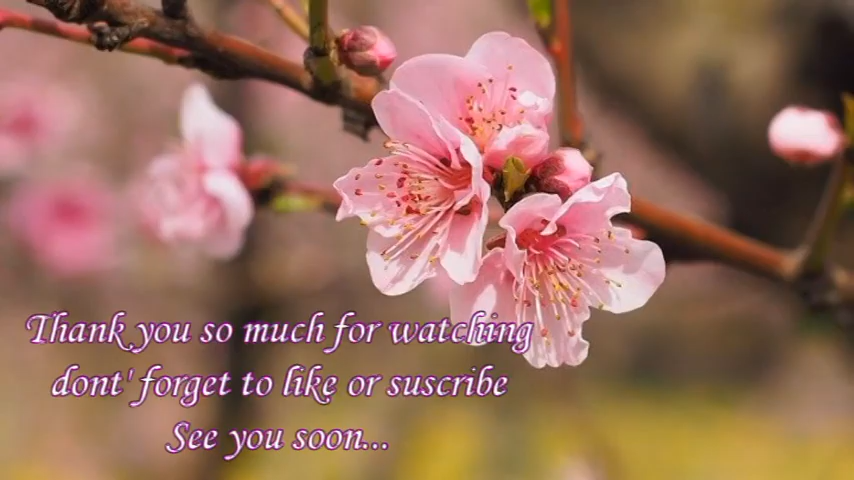 Thank you so much for watching
dont' forget to like or suscribe
See you soon...